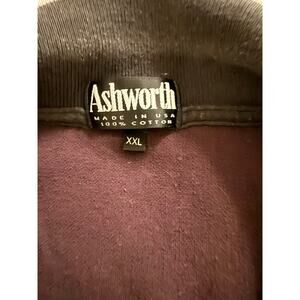 Ashworth
MADE IN USA
100% COTTON
XXL